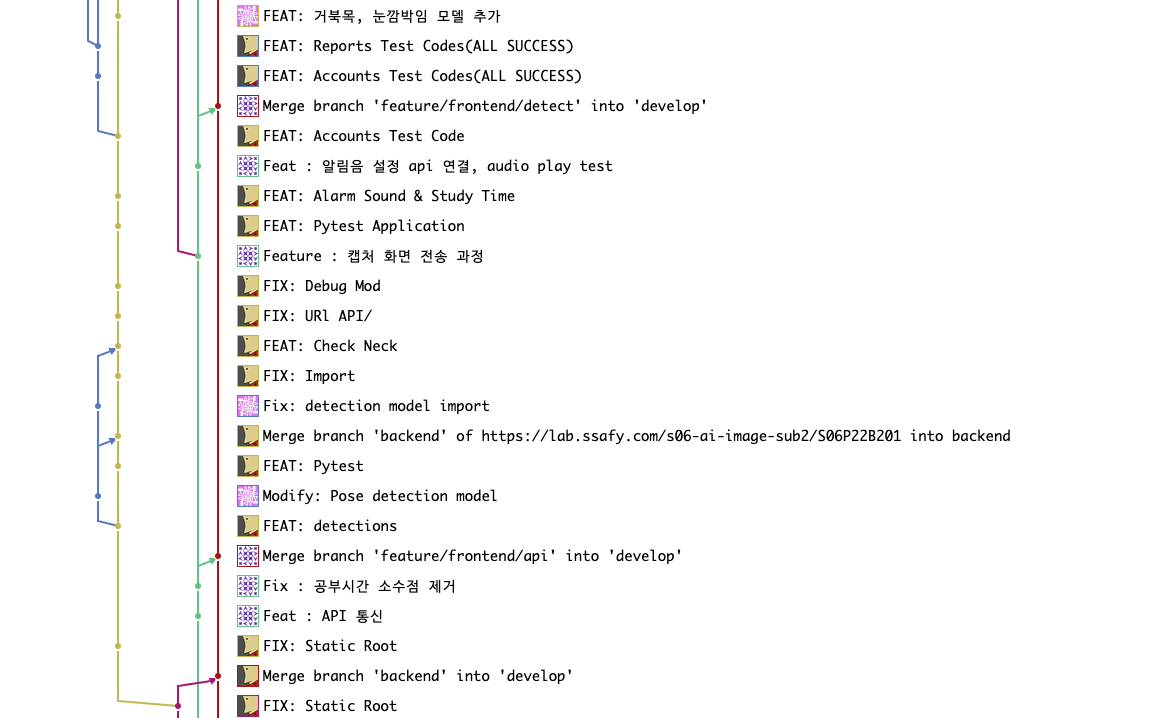 FEAT: 거북목, 눈깜박임 모델 추가
FEAT: Reports Test Codes(ALL SUCCESS)
FEAT: Accounts Test Codes(ALL SUCCESS)
Merge branch 'feature/frontend/detect' into 'develop'
FEAT: Accounts Test Code
Feat : 알림음 설정 api 연결, audio play test
FEAT: Alarm Sound & Study Time
FEAT: Pytest Application
Feature : 캡처 화면 전송 과정
FIX: Debug Mod
FIX: URl API/
FEAT: Check Neck
FIX: Import
Fix: detection model import
Merge branch 'backend' of https://lab.ssafy.com/s06-ai-image-sub2/S06P22B201 into backend
FEAT: Pytest
Modify: Pose detection model
FEAT: detections
Merge branch 'feature/frontend/api' into 'develop'
Fix : 공부시간 소수점 제거
Feat : API 통신
FIX: Static Root
Merge branch 'backend' into 'develop'
FIX: Static Root